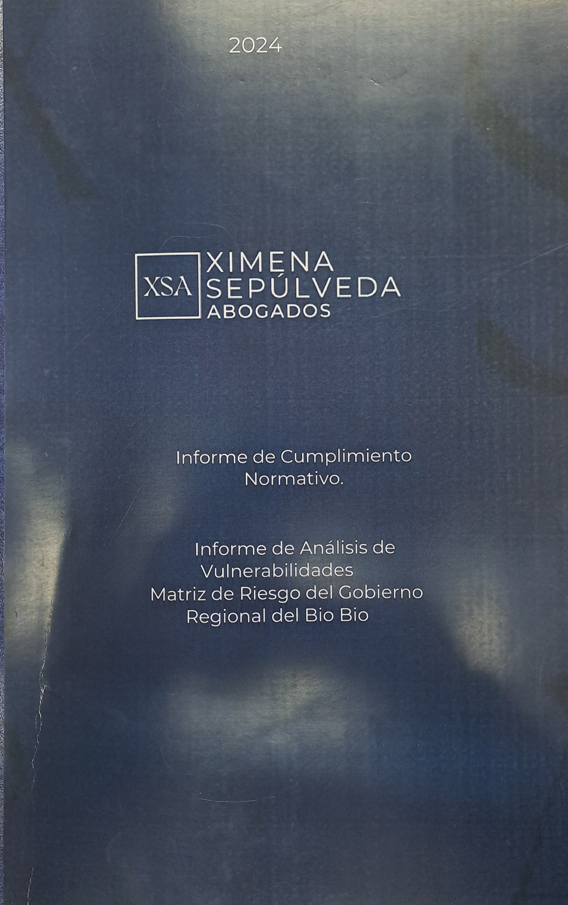 2024
XSA
XIMENA
SEPÚLVEDA
ABOGADOS
Informe de Cumplimiento
Normativo.
Informe de Análisis de
Vulnerabilidades
Matriz de Riesgo del Gobierno
Regional del Bio Bio